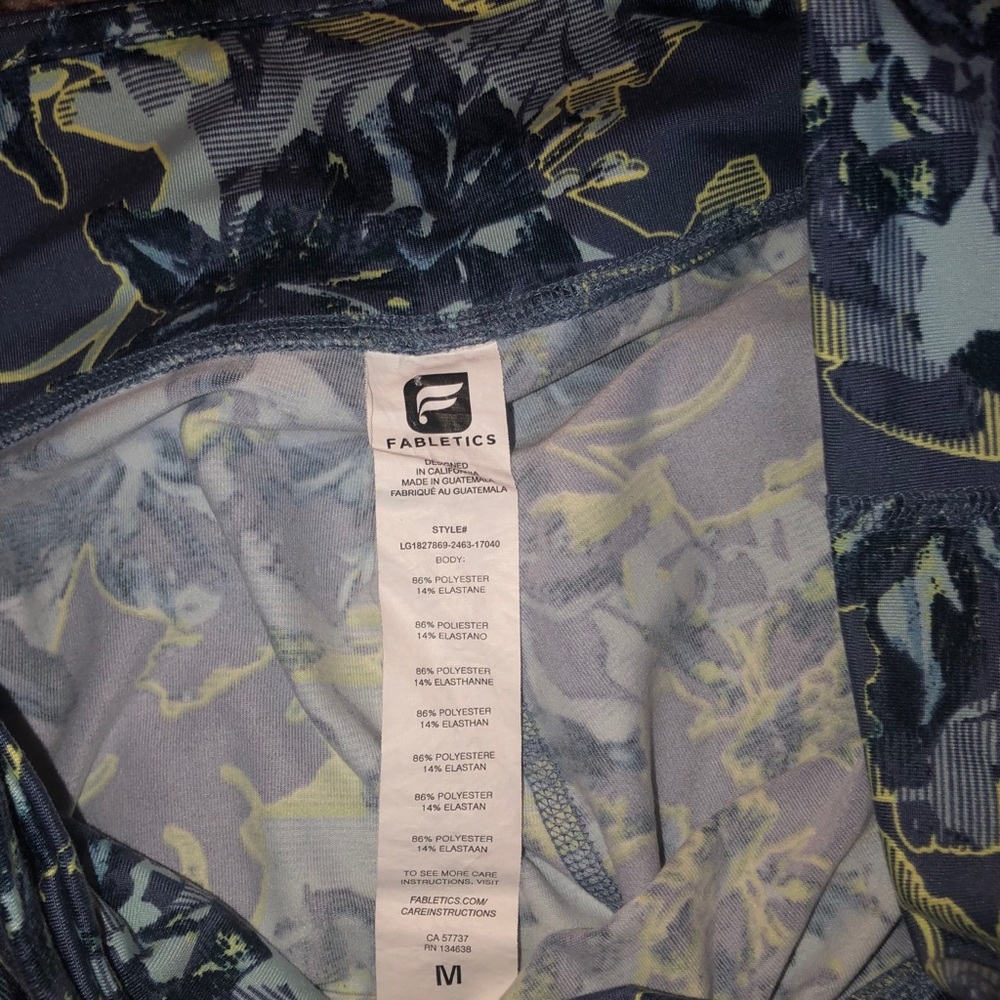 FABLETICS
DESIGNED
IN CALIFORNIA
MADE IN GUATEMALA
FABRIQUÉ AU GUATEMALA
STYLE#
LG1827869-2463-17040
BODY:
86% POLYESTER
14% ELASTANE
86% POLIESTER
14% ELASTANO
86% POLYESTER
14% ELASTHANNE
86% POLYESTER
14% ELASTHAN
86% POLYESTERE
14% ELASTAN
86% POLYESTER
14% ELASTAN
86% POLYESTER
14% ELASTAAN
TO SEE MORE CARE
INSTRUCTIONS, VISIT
FABLETICS.COM/
CAREINSTRUCTIONS
CA 57737
RN 134638
M